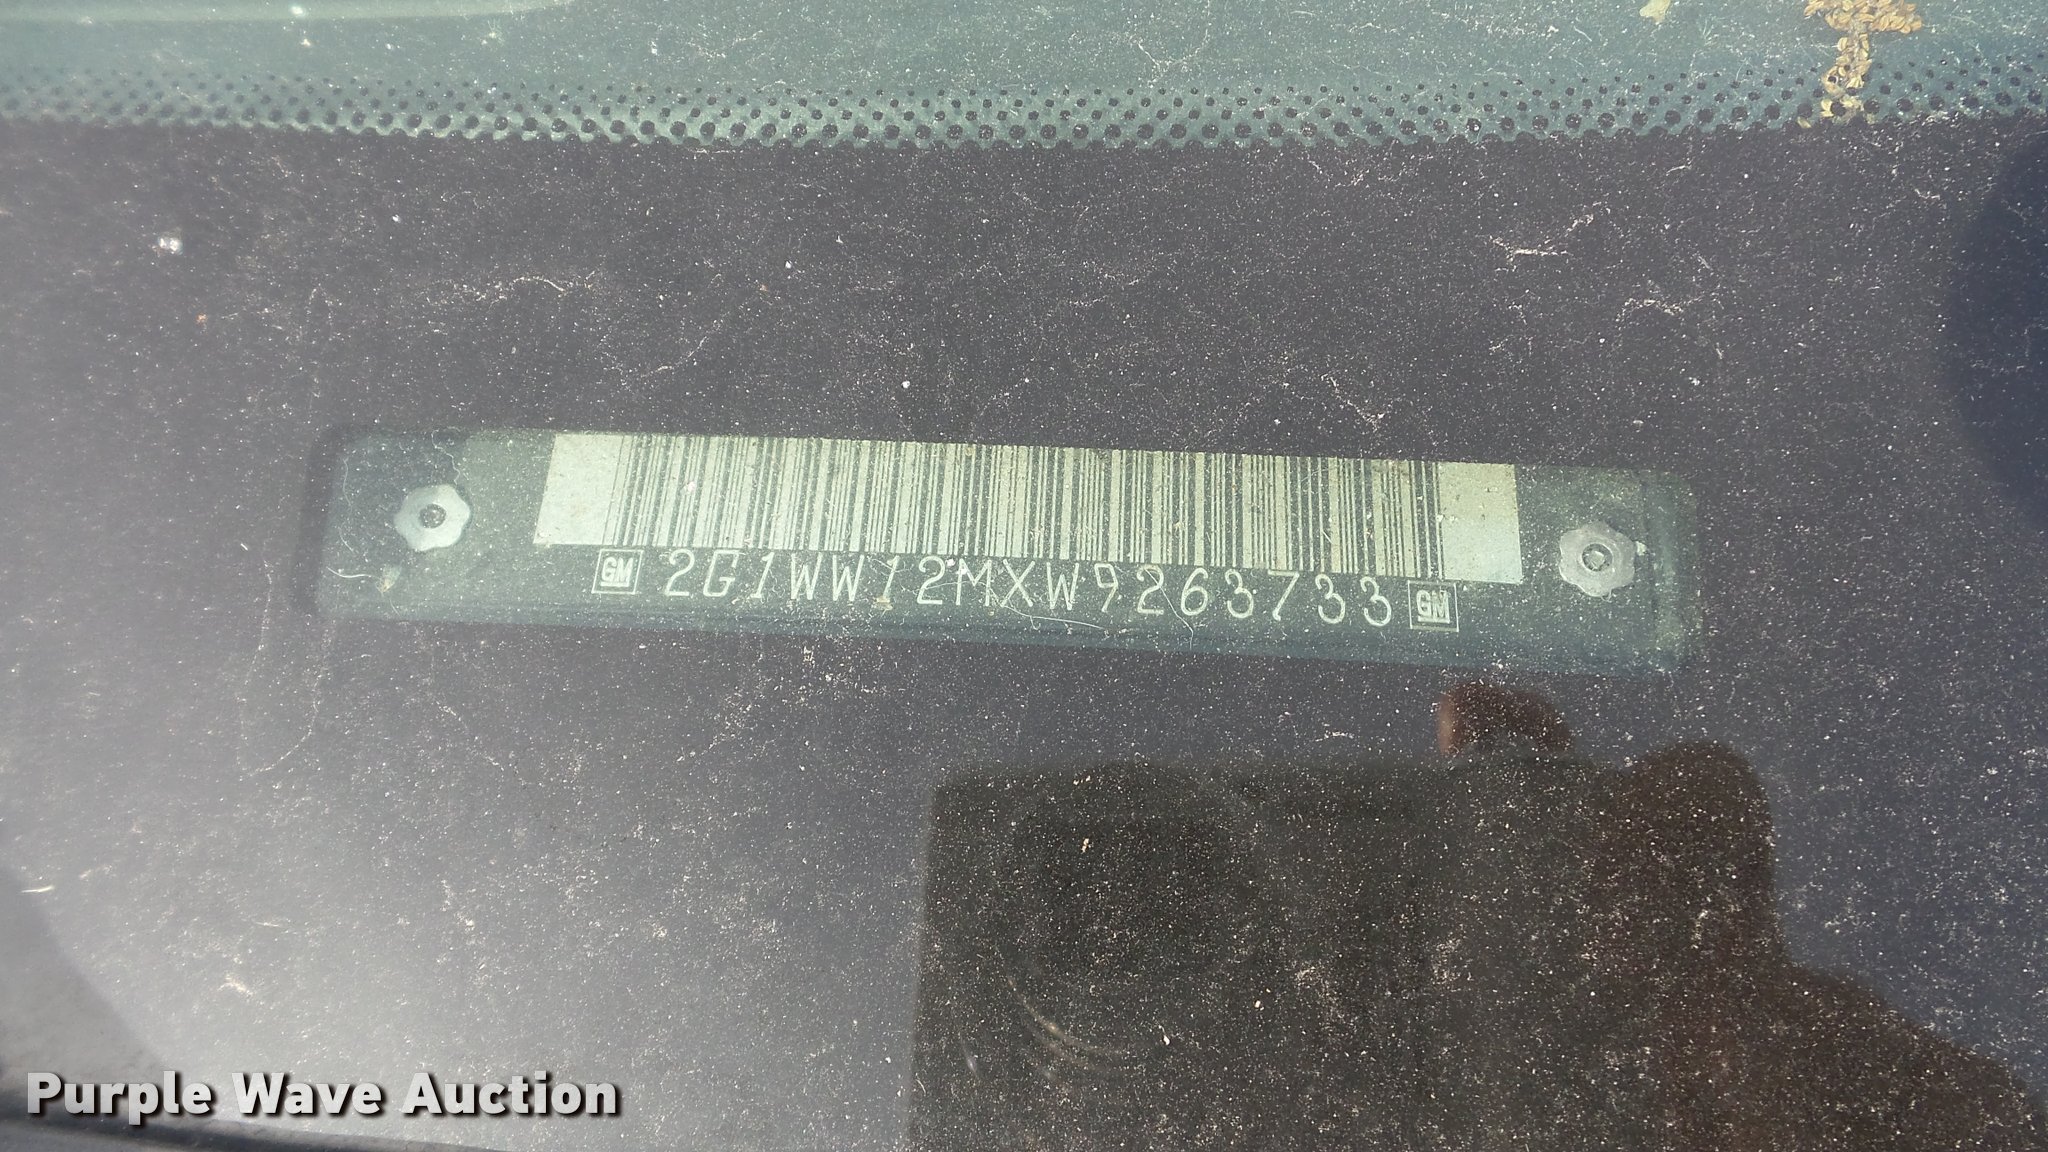 GM 2G1WW12MXW9263733 GM
Purple Wave Auction